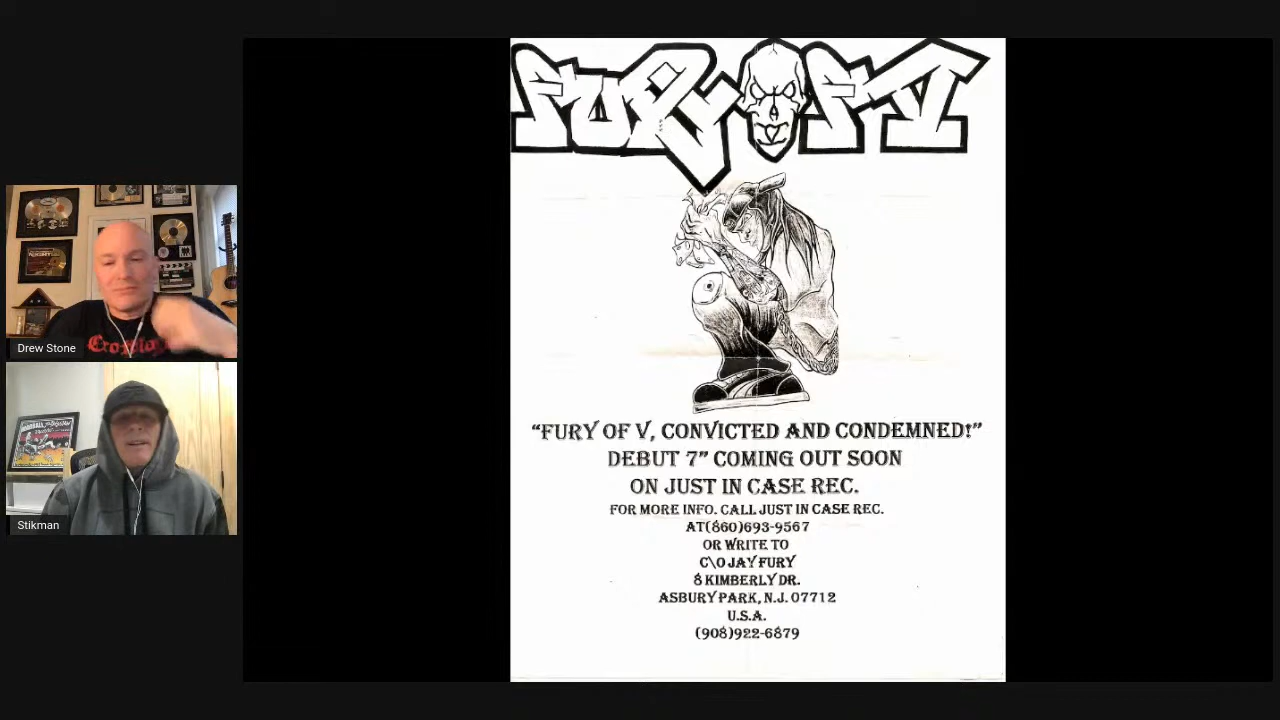 FURY OF V
Drew Stone
Stikman
"FURY OF V, CONVICTED AND CONDEMNED!"
DEBUT 7" COMING OUT SOON
ON JUST IN CASE REC.
FOR MORE INFO. CALL JUST IN CASE REC.
AT(860)693-9567
OR WRITE TO
C\O JAY FURY
8 KIMBERLY DR.
ASBURY PARK, N.J. 07712
U.S.A.
(908)922-6879